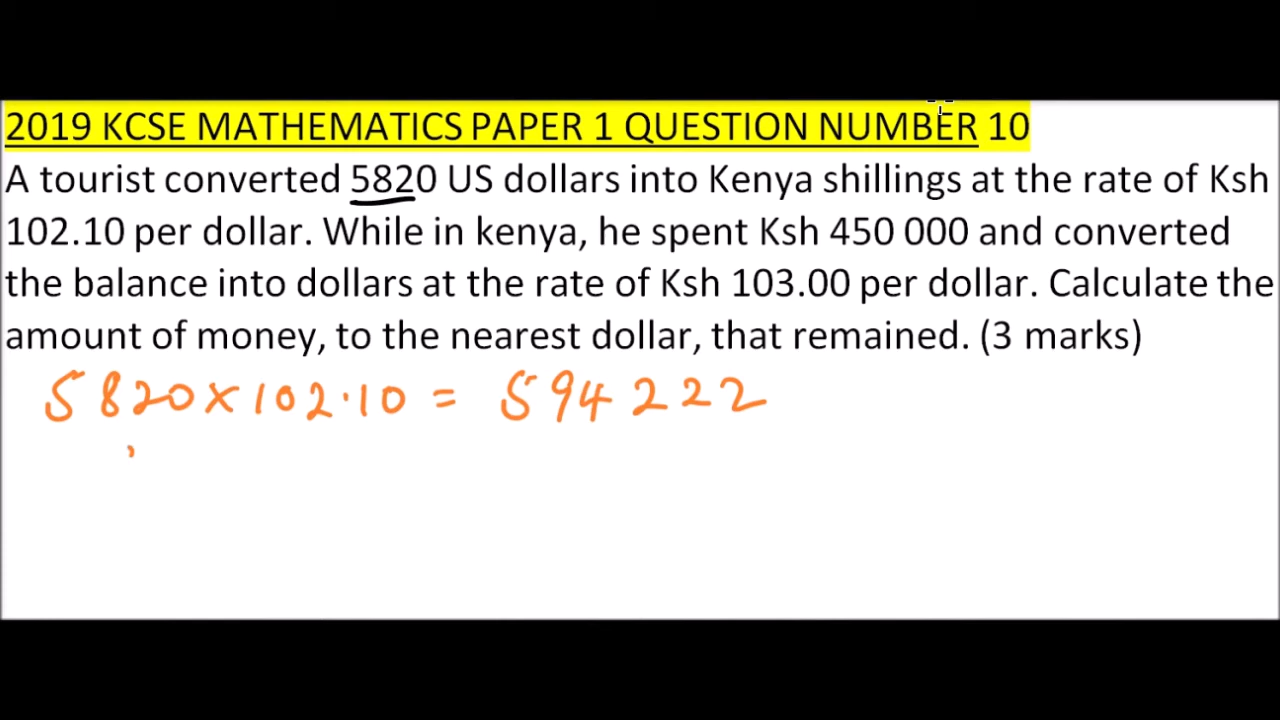 2019 KCSE MATHEMATICS PAPER 1 QUESTION NUMBER 10
A tourist converted 5820 US dollars into Kenya shillings at the rate of Ksh
102.10 per dollar. While in kenya, he spent Ksh 450 000 and converted
the balance into dollars at the rate of Ksh 103.00 per dollar. Calculate the
amount of money, to the nearest dollar, that remained. (3 marks)
5820×102·10 = 594 222